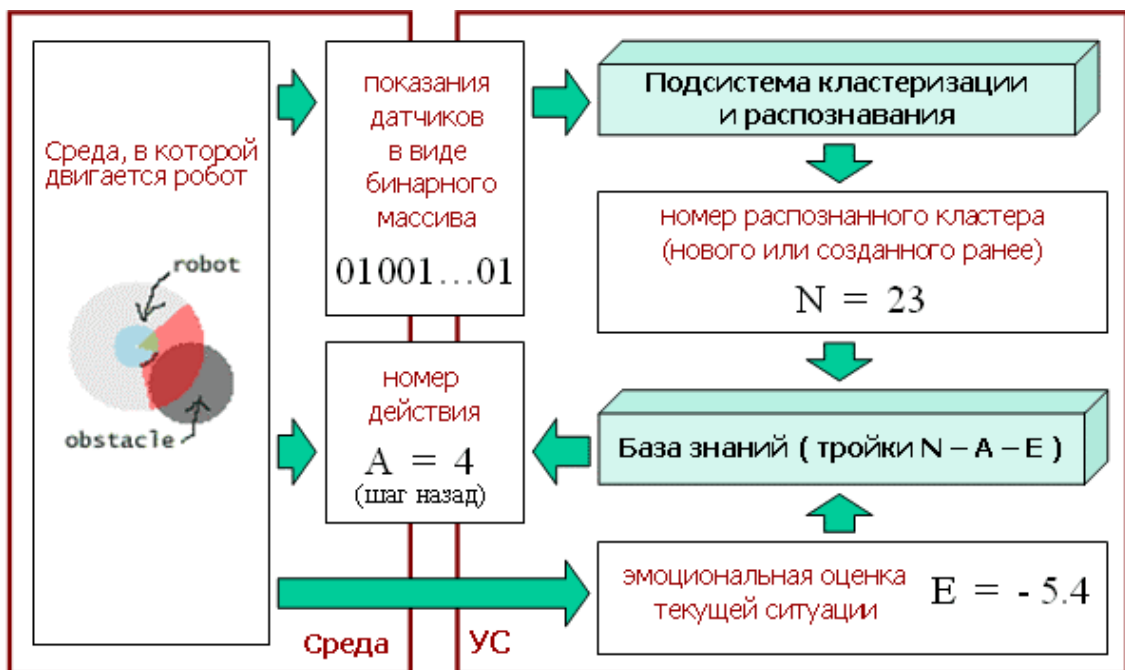 Среда, в которой
двигается робот
robot
obstacle
показания
датчиков
в виде
бинарного
массива
01001...01
номер
действия
A = 4
(шаг назад)
Среда
УС
Подсистема кластеризации
и распознавания
номер распознанного кластера
(нового или созданного ранее)
N = 23
База знаний ( тройки N – A – E )
эмоциональная оценка
текущей ситуации
E = - 5.4